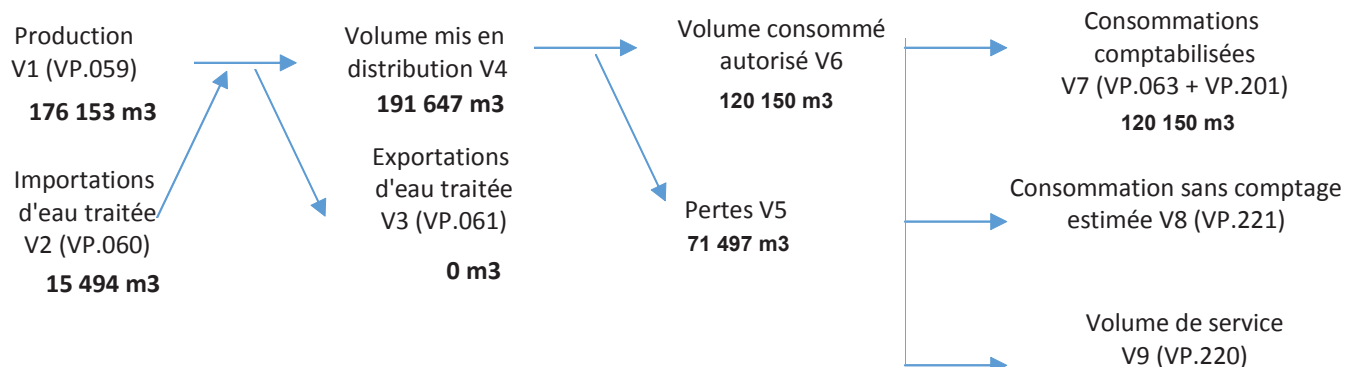 Production
V1 (VP.059)
176 153 m3
Importations
d'eau traitée
V2 (VP.060)
15 494 m3
Volume mis en
distribution V4
191 647 m3
Exportations
d'eau traitée
V3 (VP.061)
0 m3
Volume consommé
autorisé V6
120 150 m3
Pertes V5
71 497 m3
Consommations
comptabilisées
V7 (VP.063 + VP.201)
120 150 m3
Consommation sans comptage
estimée V8 (VP.221)
Volume de service
V9 (VP.220)